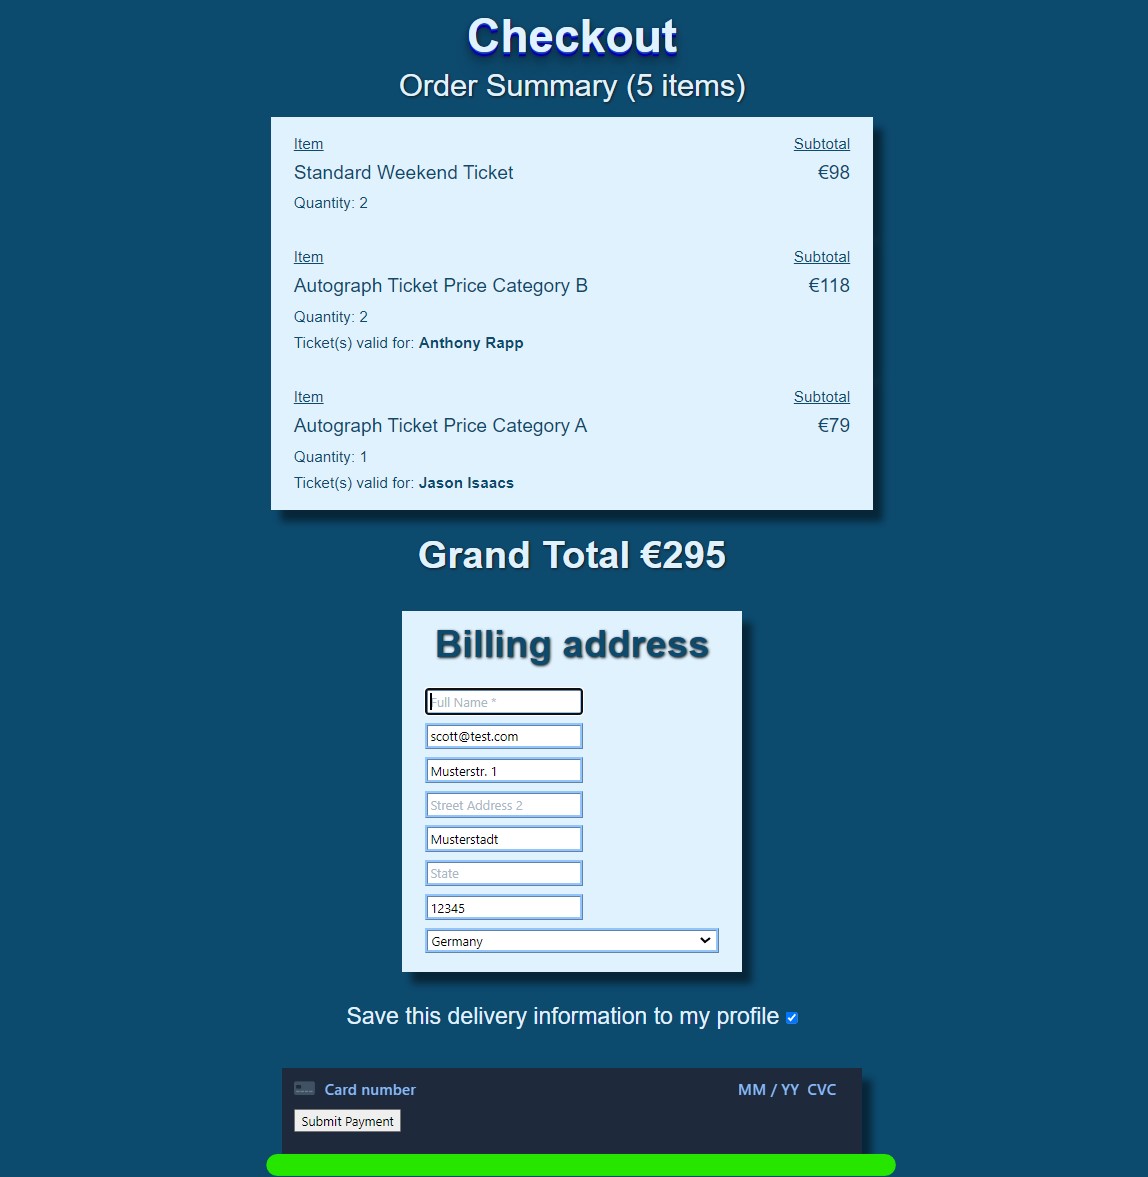 Checkout
Order Summary (5 items)
Item Subtotal
Standard Weekend Ticket €98
Quantity: 2
Item Subtotal
Autograph Ticket Price Category B €118
Quantity: 2
Ticket(s) valid for: Anthony Rapp
Item Subtotal
Autograph Ticket Price Category A €79
Quantity: 1
Ticket(s) valid for: Jason Isaacs
Grand Total €295
Billing address
Full Name *
scott@test.com
Musterstr. 1
Street Address 2
Musterstadt
State
12345
Germany
Save this delivery information to my profile
Card number MM / YY CVC
Submit Payment